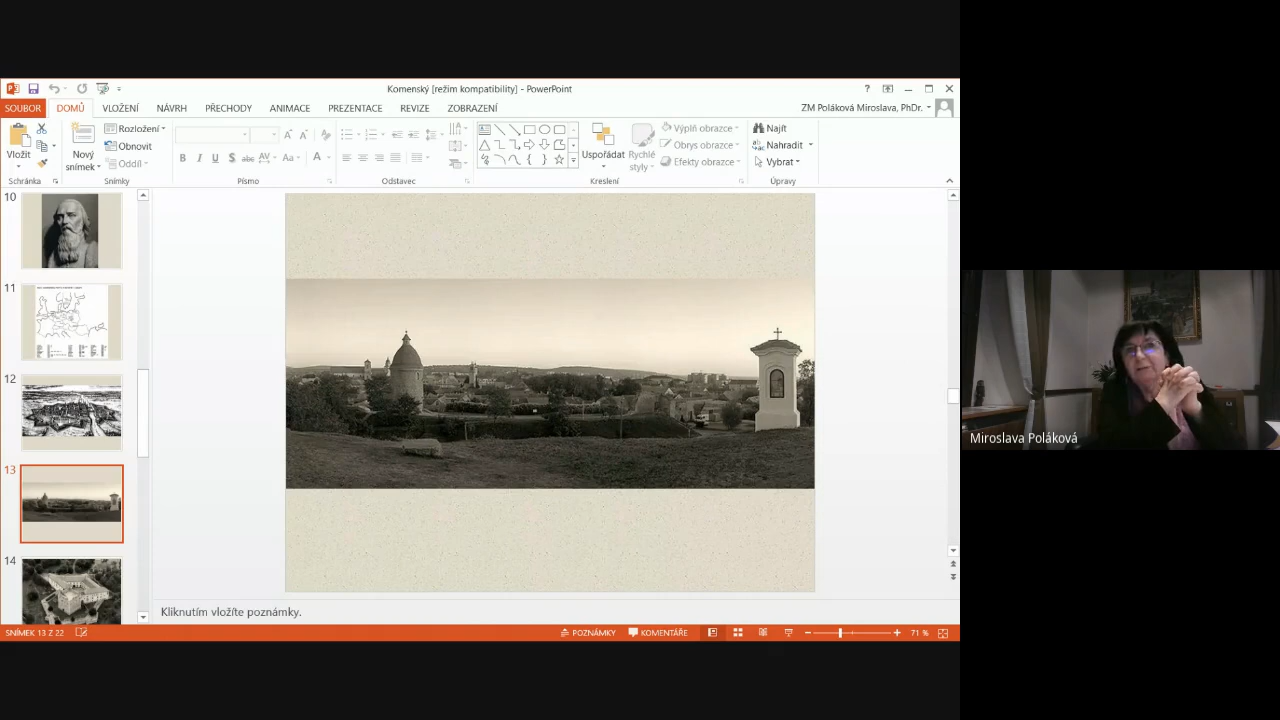 Komenský [režim kompatibility] - PowerPoint
SOUBOR DOMŮ VLOŽENÍ NÁVRH PŘECHODY ANIMACE PREZENTACE REVIZE ZOBRAZENÍ ZM Poláková Miroslava, PhDr.
Vložit
Nový snímek
Rozložení
Obnovit
Oddíl
B I U S abc AV Aa A
Uspořádat
Rychlé styly
Výplň obrazce
Obrys obrazce
Efekty obrazce
Najít
Nahradit
Vybrat
Schránka Snímky Písmo Odstavec Kreslení Úpravy
10
11
12
13
14
Miroslava Poláková
Kliknutím vložíte poznámky.
SNÍMEK 13 Z 22 POZNÁMKY KOMENTÁŘE 71 %